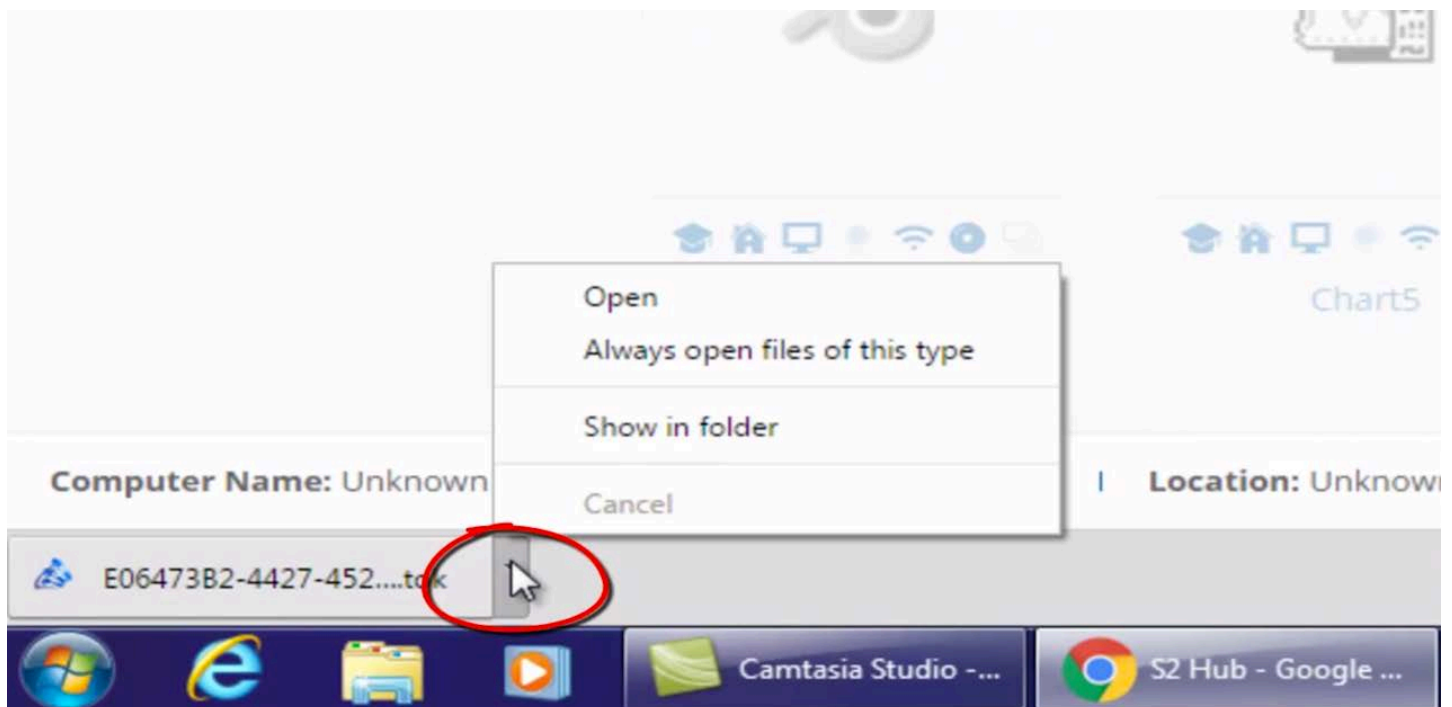 Chart5
Open
Always open files of this type
Show in folder
Cancel
Computer Name: Unknown
| Location: Unknown
E06473B2-4427-452....tok
Camtasia Studio -...
S2 Hub - Google ...